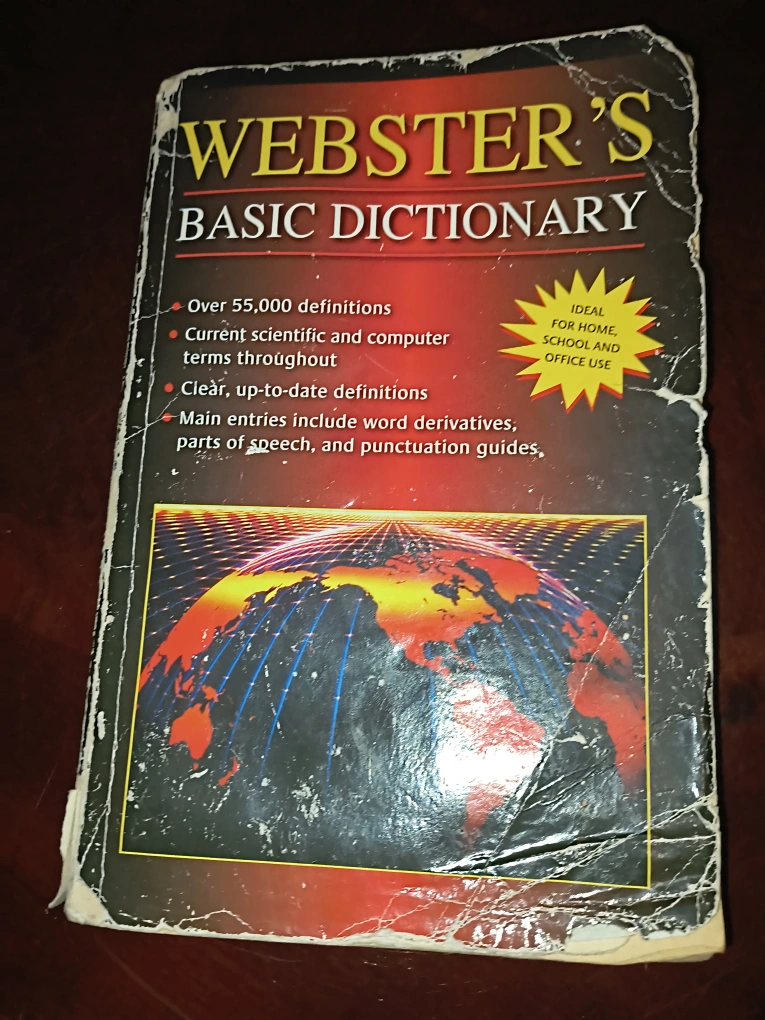 WEBSTER'S
BASIC DICTIONARY
• Over 55,000 definitions
• Current scientific and computer
terms throughout
• Clear, up-to-date definitions
• Main entries include word derivatives,
parts of speech, and punctuation guides.
IDEAL
FOR HOME,
SCHOOL AND
OFFICE USE